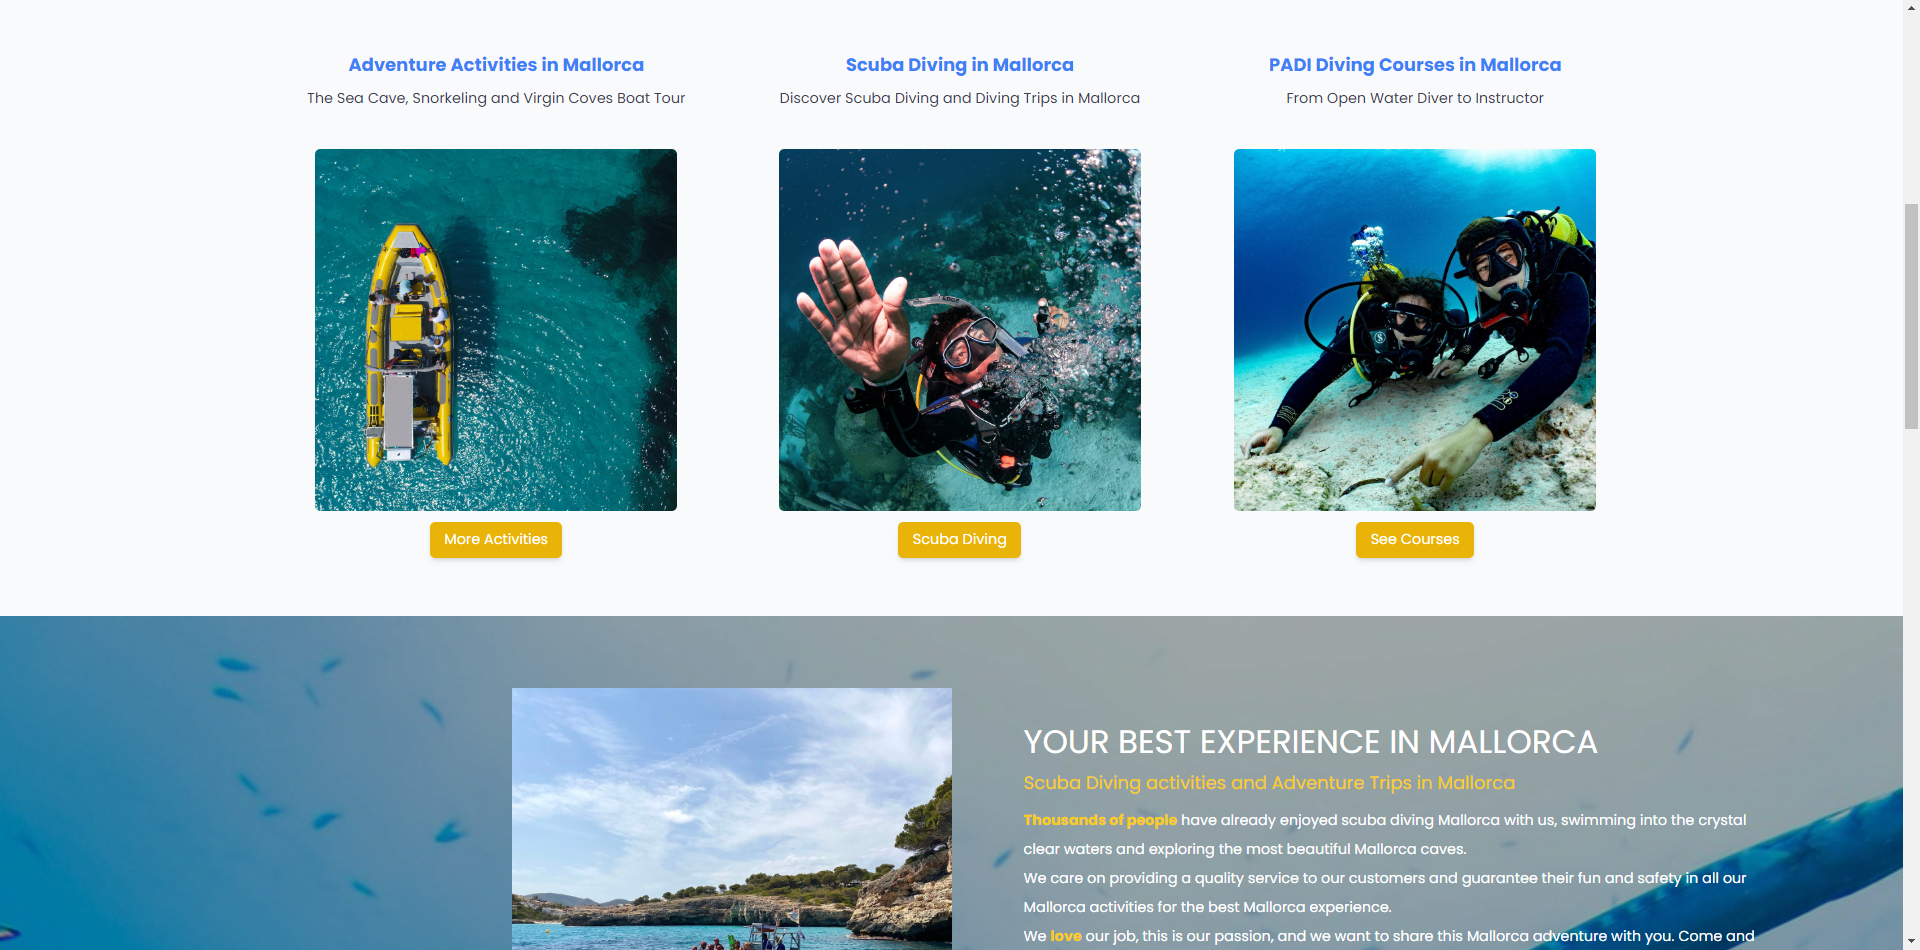 Adventure Activities in Mallorca
The Sea Cave, Snorkeling and Virgin Coves Boat Tour
More Activities
Scuba Diving in Mallorca
Discover Scuba Diving and Diving Trips in Mallorca
Scuba Diving
PADI Diving Courses in Mallorca
From Open Water Diver to Instructor
See Courses
YOUR BEST EXPERIENCE IN MALLORCA
Scuba Diving activities and Adventure Trips in Mallorca
Thousands of people have already enjoyed scuba diving Mallorca with us, swimming into the crystal
clear waters and exploring the most beautiful Mallorca caves.
We care on providing a quality service to our customers and guarantee their fun and safety in all our
Mallorca activities for the best Mallorca experience.
We love our job, this is our passion, and we want to share this Mallorca adventure with you. Come and